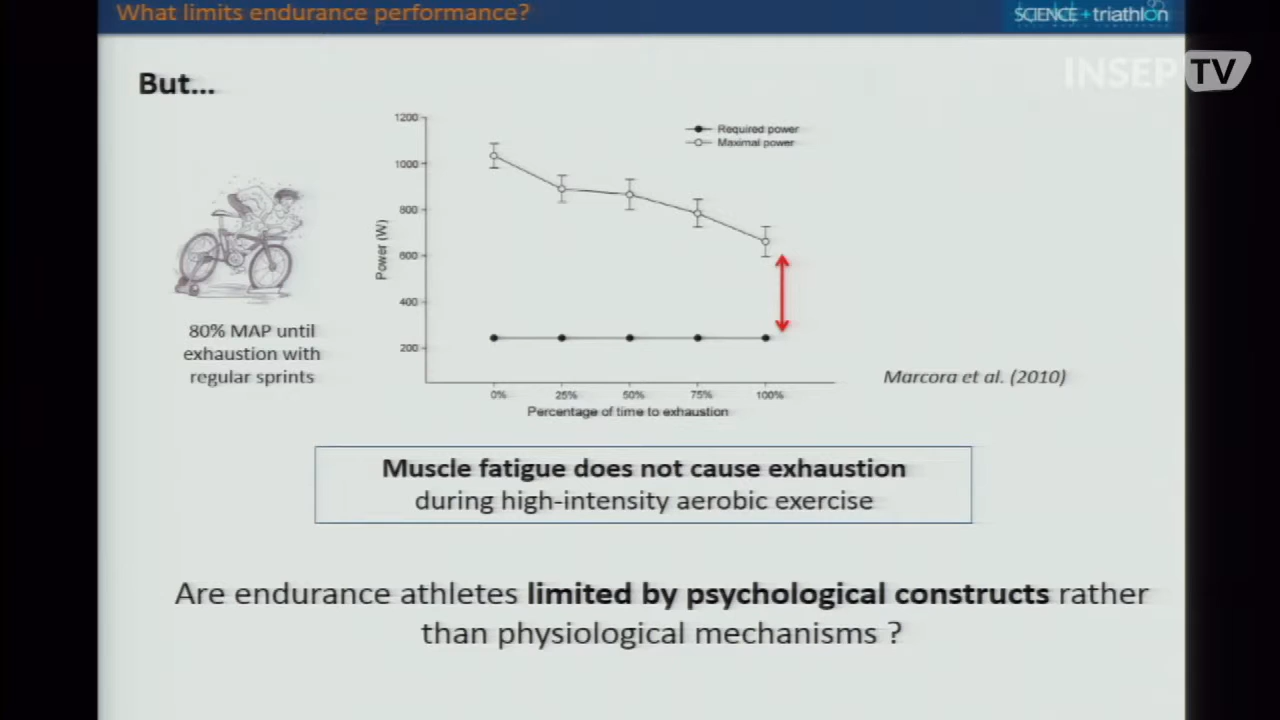 What limits endurance performance?
SCIENCE+triathlon
INSEP TV
But...
1200
1000
800
600
400
200
Power (W)
Required power
Maximal power
0% 25% 50% 75% 100%
Percentage of time to exhaustion
80% MAP until
exhaustion with
regular sprints
Marcora et al. (2010)
Muscle fatigue does not cause exhaustion
during high-intensity aerobic exercise
Are endurance athletes limited by psychological constructs rather
than physiological mechanisms ?